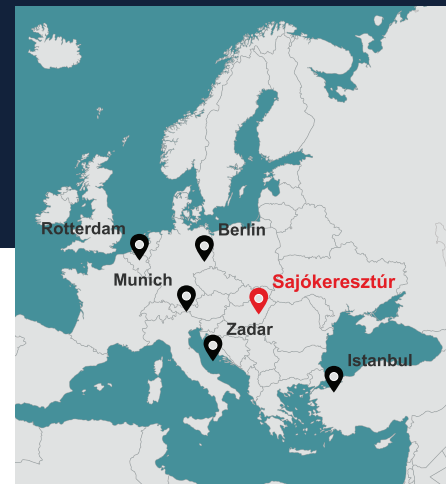 Rotterdam
Berlin
Munich
Sajókeresztúr
Zadar
Istanbul